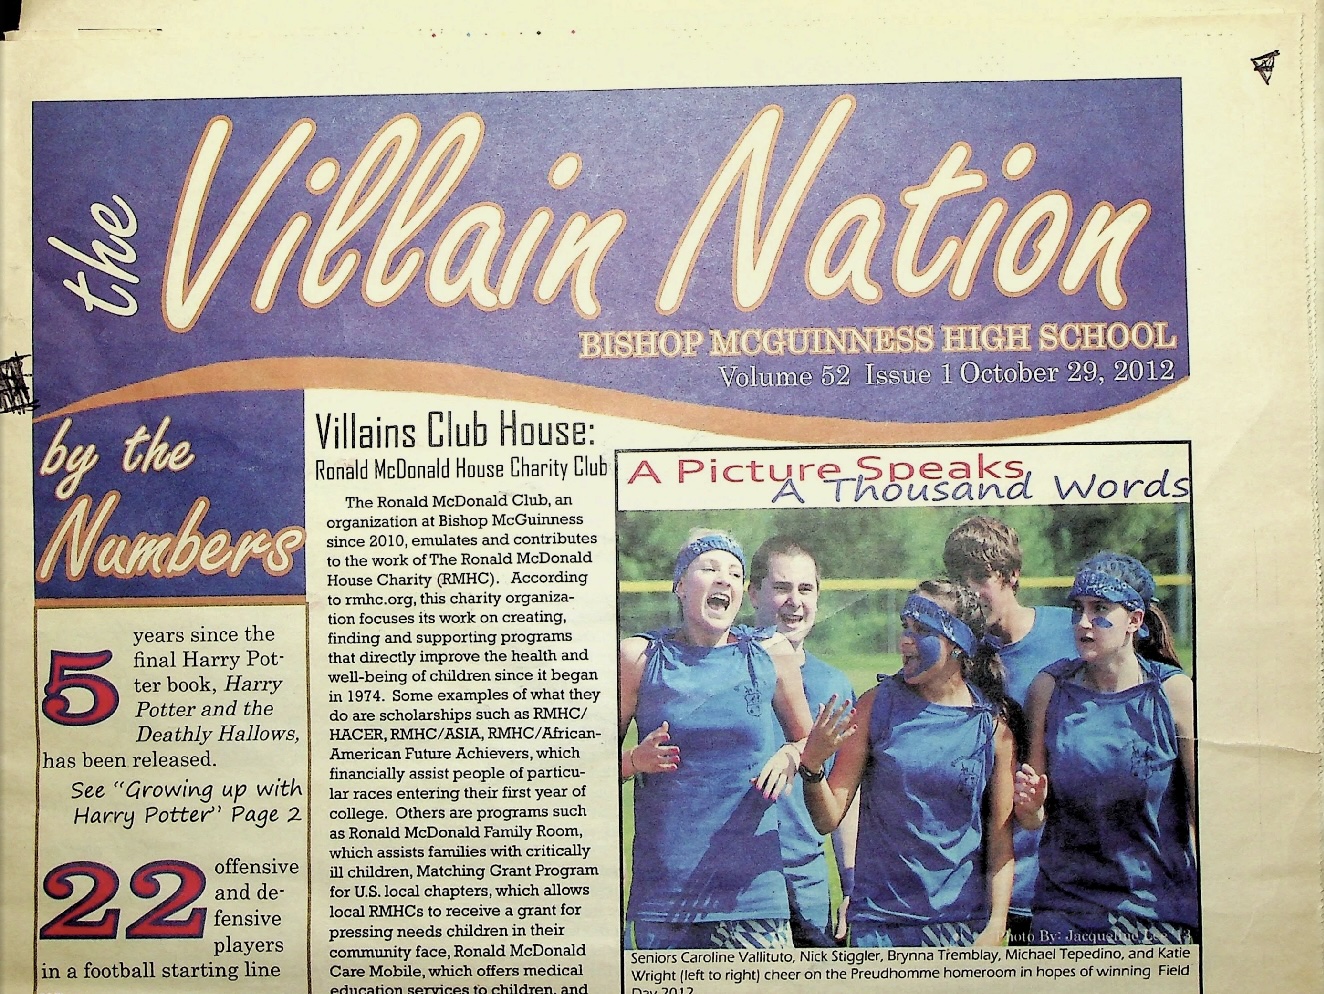 the Villain Nation
BISHOP MCGUINNESS HIGH SCHOOL
Volume 52 Issue 1 October 29, 2012
by the
Numbers
5 years since the
final Harry Pot-
ter book, Harry
Potter and the
Deathly Hallows,
has been released.
See "Growing up with
Harry Potter" Page 2
22 offensive
and de-
fensive
players
in a football starting line
Villains Club House:
Ronald McDonald House Charity Club
The Ronald McDonald Club, an
organization at Bishop McGuinness
since 2010, emulates and contributes
to the work of The Ronald McDonald
House Charity (RMHC). According
to rmhc.org, this charity organiza-
tion focuses its work on creating,
finding and supporting programs
that directly improve the health and
well-being of children since it began
in 1974. Some examples of what they
do are scholarships such as RMHC/
HACER, RMHC/ASIA, RMHC/African-
American Future Achievers, which
financially assist people of particu-
lar races entering their first year of
college. Others are programs such
as Ronald McDonald Family Room,
which assists families with critically
ill children, Matching Grant Program
for U.S. local chapters, which allows
local RMHCs to receive a grant for
pressing needs children in their
community face, Ronald McDonald
Care Mobile, which offers medical
education services to children, and
A Picture Speaks
A Thousand Words
Photo By: Jacqueline Lee '13
Seniors Caroline Vallituto, Nick Stiggler, Brynna Tremblay, Michael Tepedino, and Katie
Wright (left to right) cheer on the Preudhomme homeroom in hopes of winning Field
Day 2012